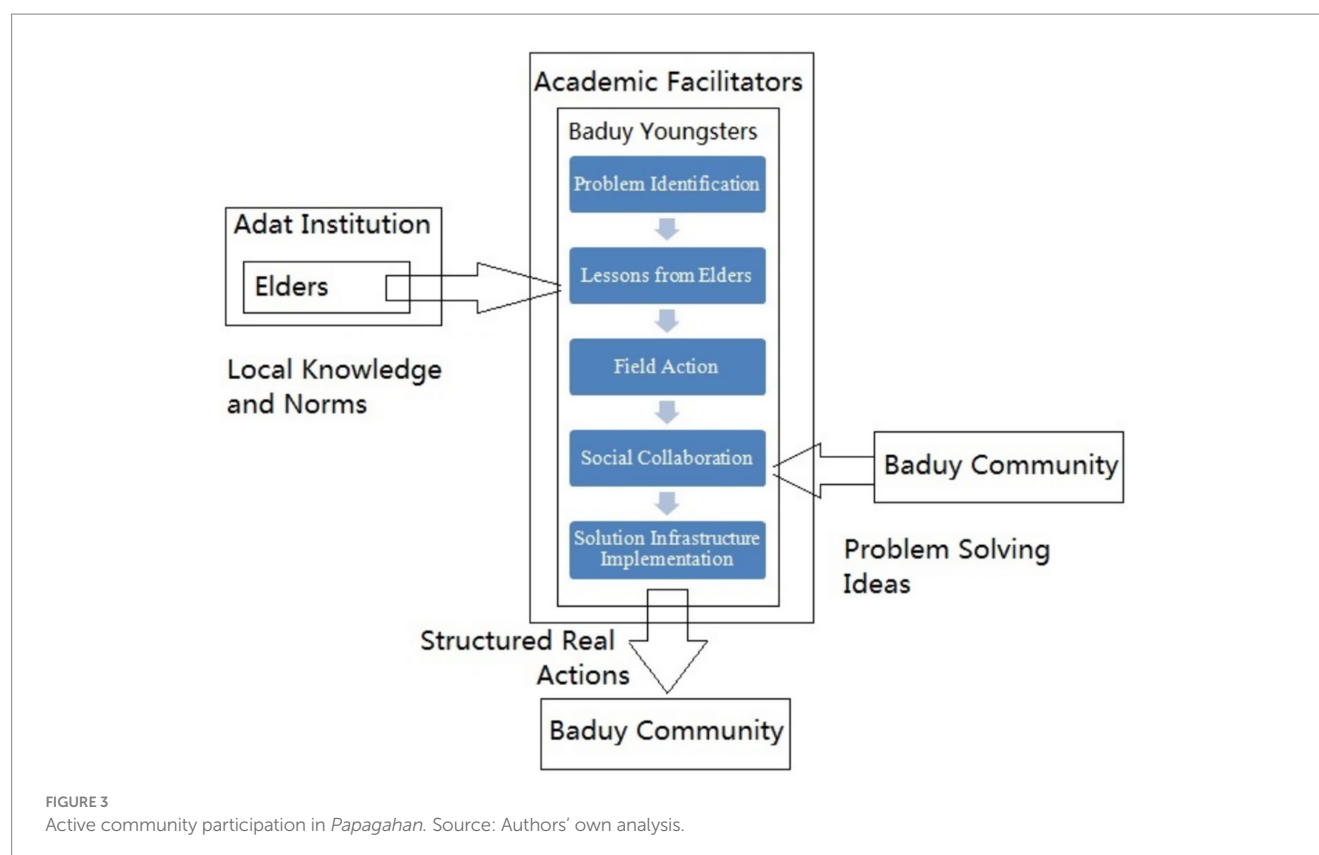 Academic Facilitators
Baduy Youngsters
Problem Identification
Adat Institution
Elders
Lessons from Elders
Local Knowledge
and Norms
Field Action
Social Collaboration
Baduy Community
Solution Infrastructure
Implementation
Problem Solving
Ideas
Structured Real
Actions
Baduy Community
FIGURE 3
Active community participation in Papagahan. Source: Authors’ own analysis.